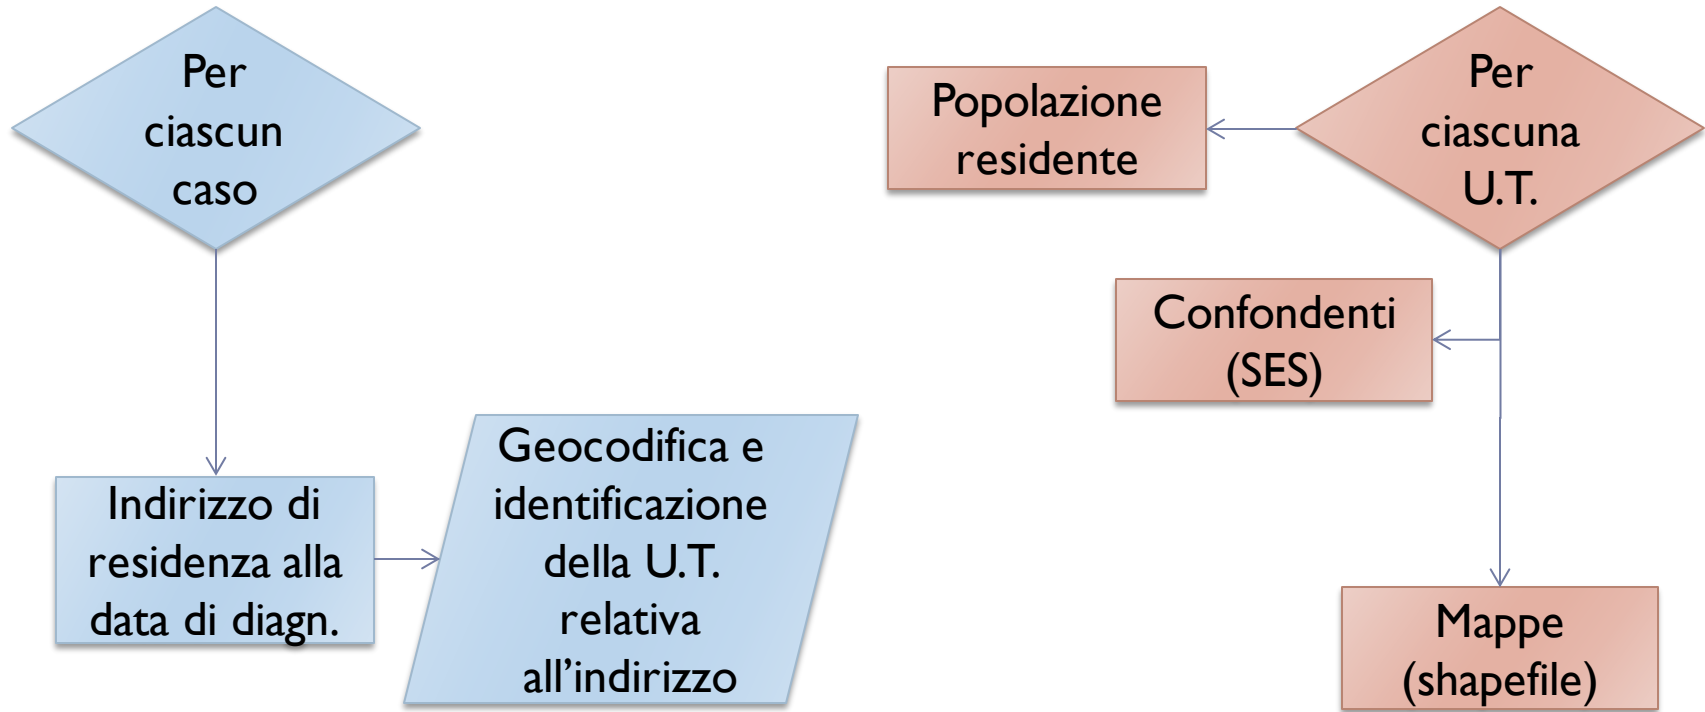 Per
ciascun
caso
Indirizzo di
residenza alla
data di diagn.
Geocodifica e
identificazione
della U.T.
relativa
all’indirizzo
Popolazione
residente
Per
ciascuna
U.T.
Confondenti
(SES)
Mappe
(shapefile)